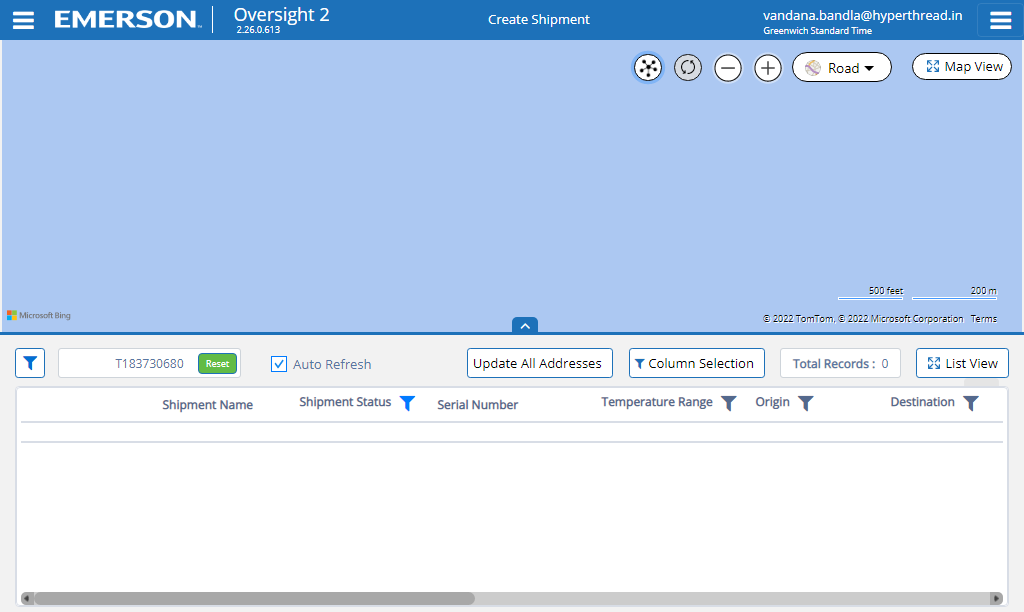 EMERSON
Oversight 2
2.26.0.613
Create Shipment
vandana.bandla@hyperthread.in
Greenwich Standard Time
Road
Map View
500 feet
200 m
Microsoft Bing
© 2022 TomTom, © 2022 Microsoft Corporation Terms
T183730680
Reset
Auto Refresh
Update All Addresses
Column Selection
Total Records : 0
List View
Shipment Name
Shipment Status
Serial Number
Temperature Range
Origin
Destination